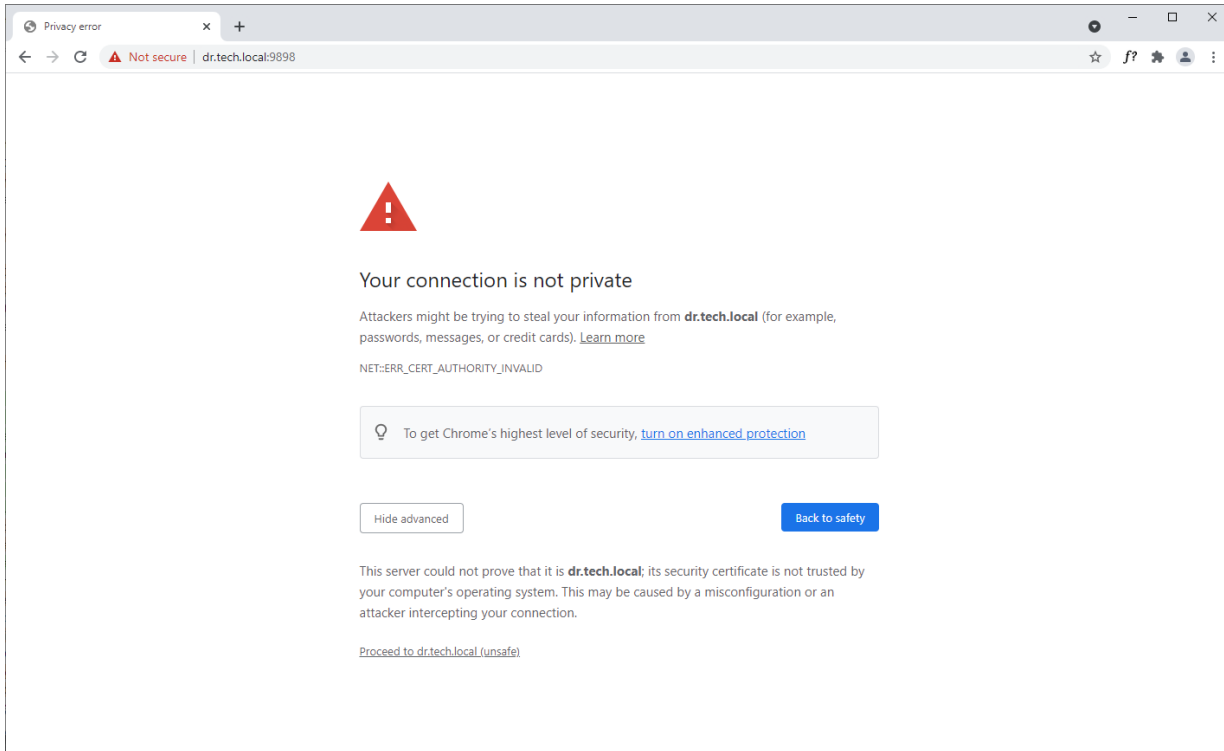 Privacy error
Not secure dr.tech.local:9898
f?
Your connection is not private
Attackers might be trying to steal your information from dr.tech.local (for example,
passwords, messages, or credit cards). Learn more
NET::ERR_CERT_AUTHORITY_INVALID
To get Chrome's highest level of security, turn on enhanced protection
Hide advanced
Back to safety
This server could not prove that it is dr.tech.local; its security certificate is not trusted by
your computer's operating system. This may be caused by a misconfiguration or an
attacker intercepting your connection.
Proceed to dr.tech.local (unsafe)